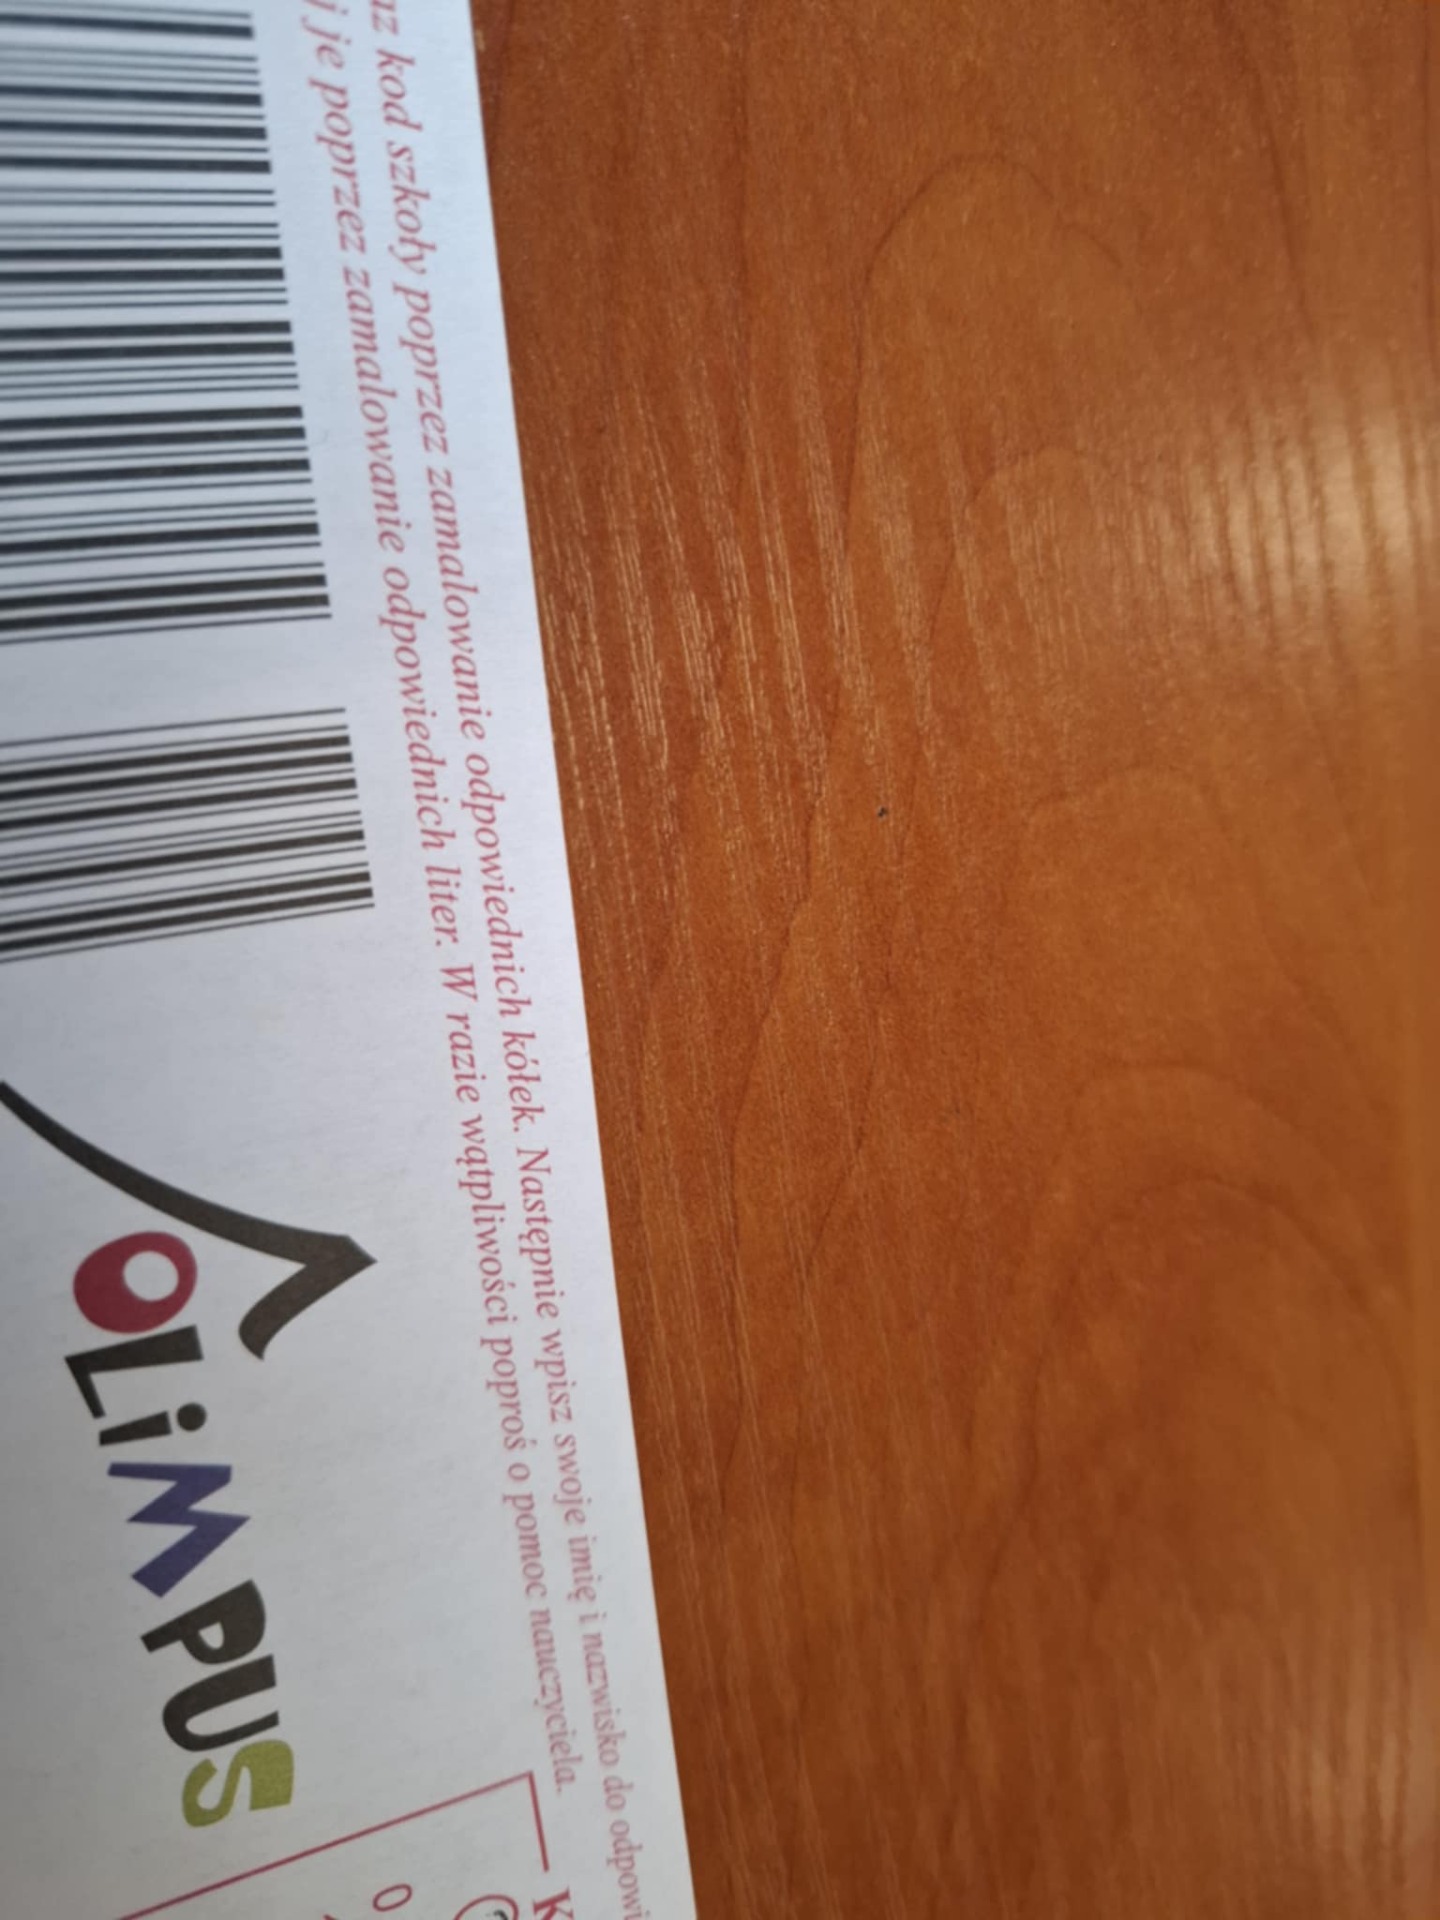 kod szkoły poprzez zamalowanie odpowiednich kółek. Następnie wpisz swoje imię i nazwisko do
je poprzez zamalowanie odpowiednich liter. W razie wątpliwości poproś o pomoc nauczyciela.
OLiMPUS
K
0